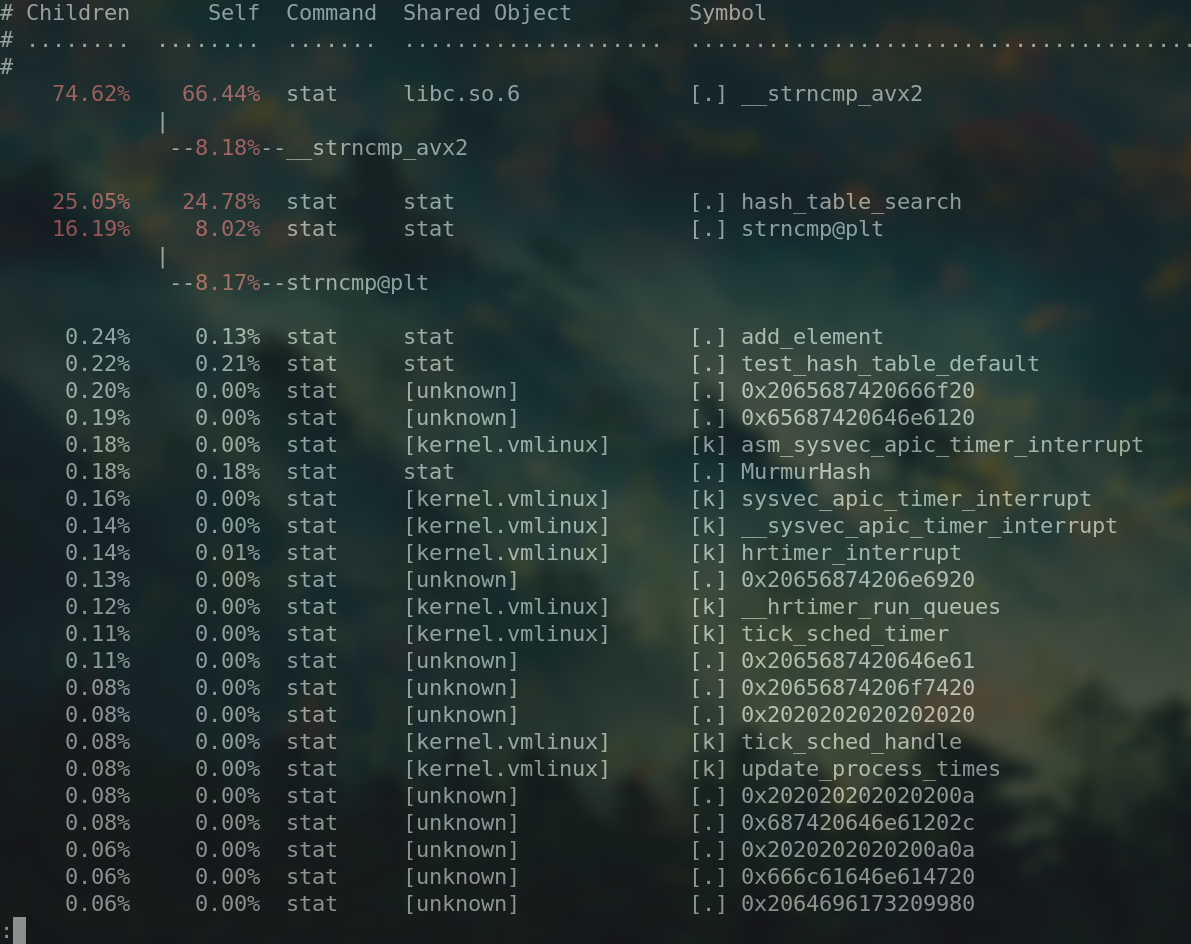 # Children      Self  Command  Shared Object         Symbol
# ........  ........  .......  ....................  .......................................
#
    74.62%    66.44%  stat     libc.so.6             [.] __strncmp_avx2
            |
             --8.18%--__strncmp_avx2
    25.05%    24.78%  stat     stat                  [.] hash_table_search
    16.19%     8.02%  stat     stat                  [.] strncmp@plt
            |
             --8.17%--strncmp@plt
     0.24%     0.13%  stat     stat                  [.] add_element
     0.22%     0.21%  stat     stat                  [.] test_hash_table_default
     0.20%     0.00%  stat     [unknown]             [.] 0x2065687420666f20
     0.19%     0.00%  stat     [unknown]             [.] 0x65687420646e6120
     0.18%     0.00%  stat     [kernel.vmlinux]      [k] asm_sysvec_apic_timer_interrupt
     0.18%     0.18%  stat     stat                  [.] MurmurHash
     0.16%     0.00%  stat     [kernel.vmlinux]      [k] sysvec_apic_timer_interrupt
     0.14%     0.00%  stat     [kernel.vmlinux]      [k] __sysvec_apic_timer_interrupt
     0.14%     0.01%  stat     [kernel.vmlinux]      [k] hrtimer_interrupt
     0.13%     0.00%  stat     [unknown]             [.] 0x20656874206e6920
     0.12%     0.00%  stat     [kernel.vmlinux]      [k] __hrtimer_run_queues
     0.11%     0.00%  stat     [kernel.vmlinux]      [k] tick_sched_timer
     0.11%     0.00%  stat     [unknown]             [.] 0x2065687420646e61
     0.08%     0.00%  stat     [unknown]             [.] 0x20656874206f7420
     0.08%     0.00%  stat     [unknown]             [.] 0x2020202020202020
     0.08%     0.00%  stat     [kernel.vmlinux]      [k] tick_sched_handle
     0.08%     0.00%  stat     [kernel.vmlinux]      [k] update_process_times
     0.08%     0.00%  stat     [unknown]             [.] 0x202020202020200a
     0.08%     0.00%  stat     [unknown]             [.] 0x687420646e61202c
     0.06%     0.00%  stat     [unknown]             [.] 0x2020202020200a0a
     0.06%     0.00%  stat     [unknown]             [.] 0x666c61646e614720
     0.06%     0.00%  stat     [unknown]             [.] 0x2064696173209980
: